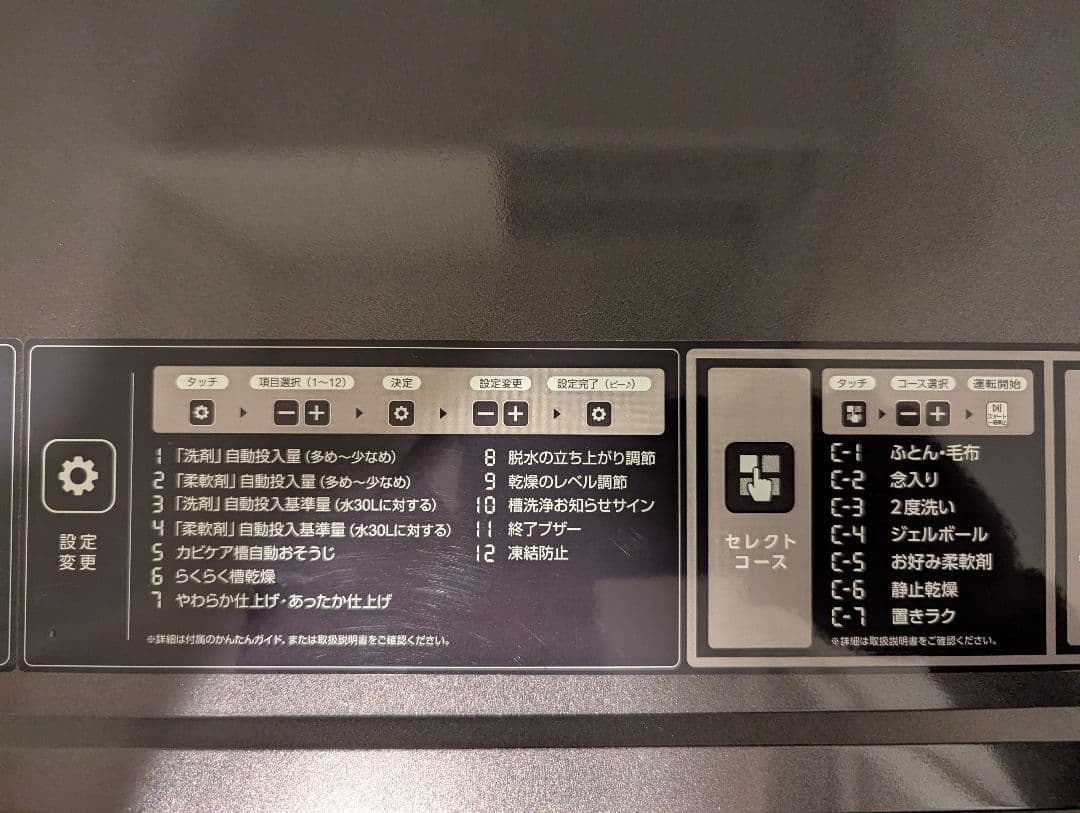 設定
変更
タッチ 項目選択（1〜12） 決定 設定変更 設定完了（ピー♪）
1 「洗剤」自動投入量（多め〜少なめ）
2 「柔軟剤」自動投入量（多め〜少なめ）
3 「洗剤」自動投入基準量（水30Lに対する）
4 「柔軟剤」自動投入基準量（水30Lに対する）
5 カビケア槽自動おそうじ
6 らくらく槽乾燥
7 やわらか仕上げ・あったか仕上げ
8 脱水の立ち上がり調節
9 乾燥のレベル調節
10 槽洗浄お知らせサイン
11 終了ブザー
12 凍結防止
※詳細は付属のかんたんガイド、または取扱説明書をご確認ください。
セレクト
コース
タッチ コース選択 運転開始
スタート
一時停止
C-1 ふとん・毛布
C-2 念入り
C-3 2度洗い
C-4 ジェルボール
C-5 お好み柔軟剤
C-6 静止乾燥
C-7 置きラク
※詳細は取扱説明書をご確認ください。